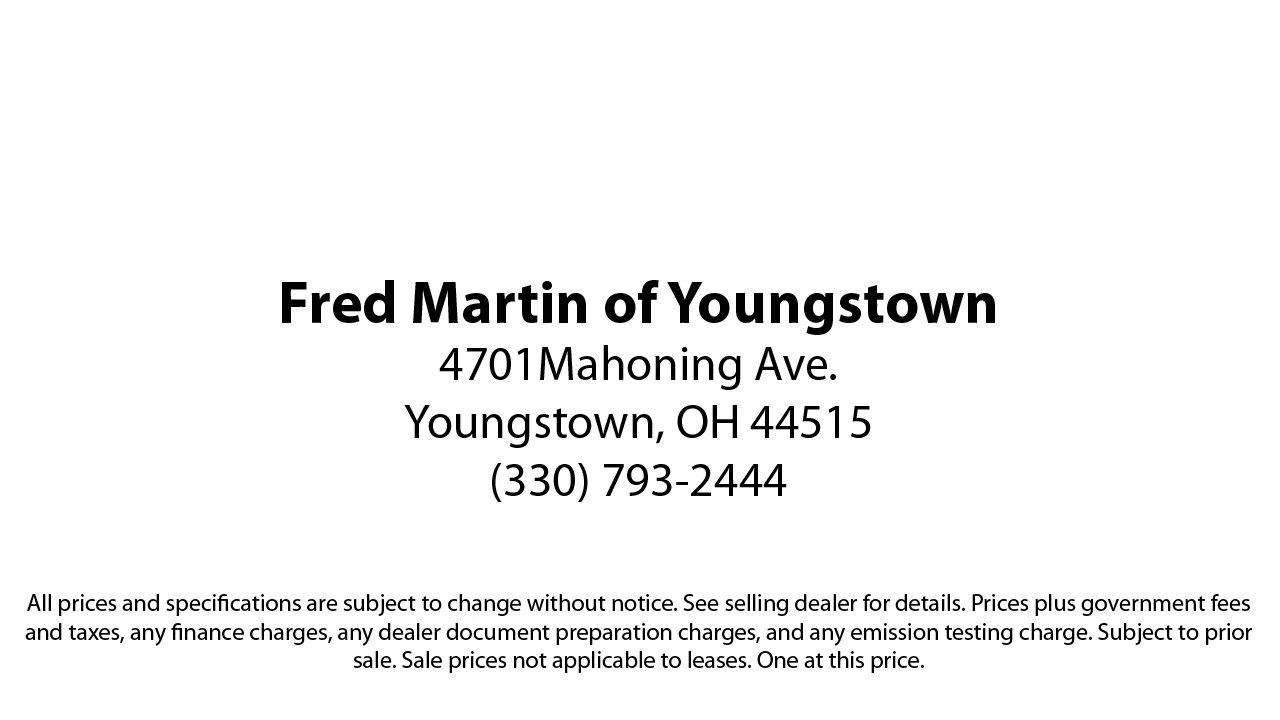 Fred Martin of Youngstown
4701Mahoning Ave.
Youngstown, OH 44515
(330) 793-2444
All prices and specifications are subject to change without notice. See selling dealer for details. Prices plus government fees
and taxes, any finance charges, any dealer document preparation charges, and any emission testing charge. Subject to prior
sale. Sale prices not applicable to leases. One at this price.